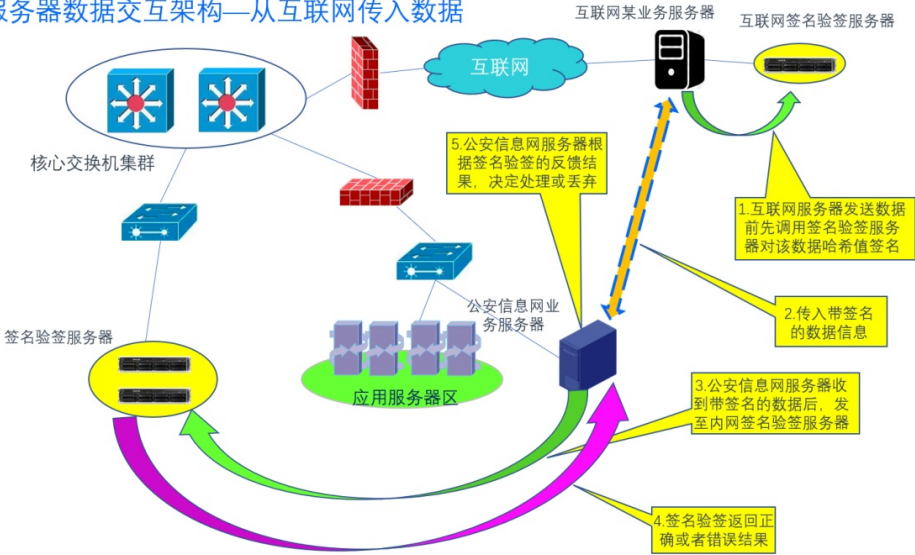 服务器数据交互架构—从互联网传入数据
互联网某业务服务器
互联网签名验签服务器
互联网
核心交换机集群
5.公安信息网服务器根
据签名验签的反馈结
果，决定处理或丢弃
1.互联网服务器发送数据
前先调用签名验签服务
器对该数据哈希值签名
公安信息网业
务服务器
2.传入带签名
的数据信息
签名验签服务器
应用服务器区
3.公安信息网服务器收
到带签名的数据后，发
至内网签名验签服务器
4.签名验签返回正
确或者错误结果